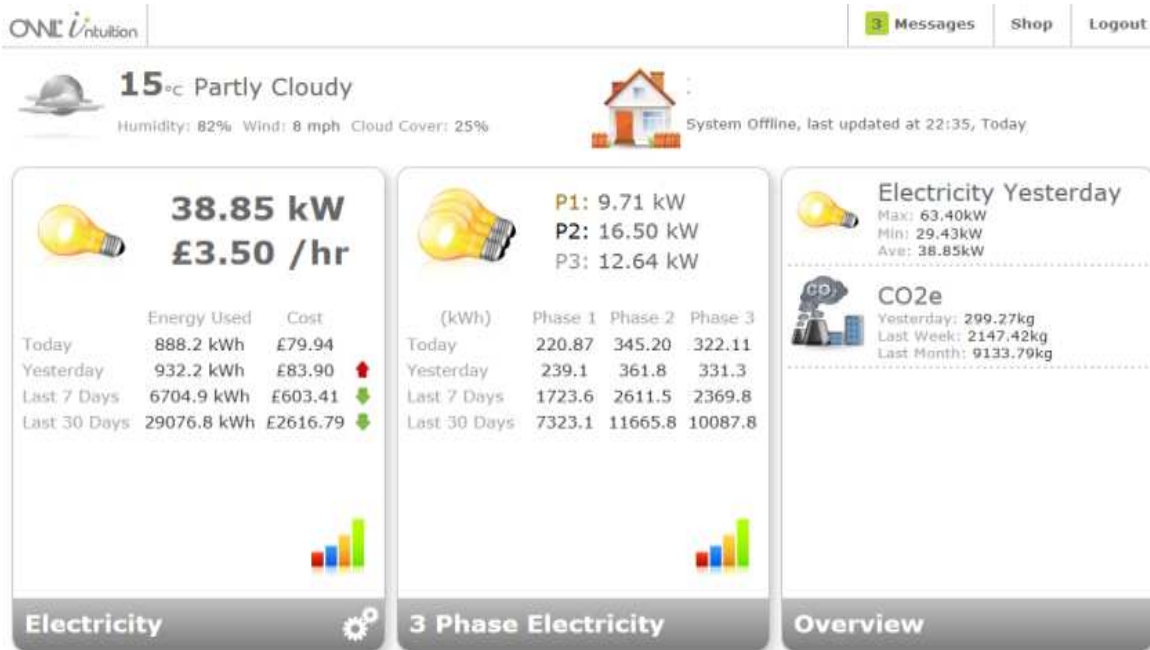 OWL intuition
3 Messages Shop Logout
15°C Partly Cloudy
Humidity: 82% Wind: 8 mph Cloud Cover: 25%
:
System Offline, last updated at 22:35, Today
38.85 kW
£3.50 /hr
Energy Used Cost
Today 888.2 kWh £79.94
Yesterday 932.2 kWh £83.90
Last 7 Days 6704.9 kWh £603.41
Last 30 Days 29076.8 kWh £2616.79
Electricity
P1: 9.71 kW
P2: 16.50 kW
P3: 12.64 kW
(kWh) Phase 1 Phase 2 Phase 3
Today 220.87 345.20 322.11
Yesterday 239.1 361.8 331.3
Last 7 Days 1723.6 2611.5 2369.8
Last 30 Days 7323.1 11665.8 10087.8
3 Phase Electricity
Electricity Yesterday
Max: 63.40kW
Min: 29.43kW
Ave: 38.85kW
CO2
CO2e
Yesterday: 299.27kg
Last Week: 2147.42kg
Last Month: 9133.79kg
Overview